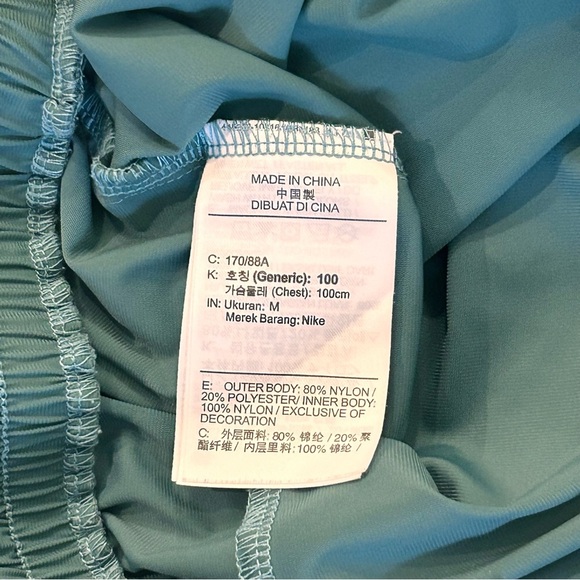 MADE IN CHINA
中国製
DIBUAT DI CINA
C: 170/88A
K: 호칭 (Generic): 100
가슴둘레 (Chest): 100cm
IN: Ukuran: M
Merek Barang: Nike
E: OUTER BODY: 80% NYLON /
20% POLYESTER/ INNER BODY:
100% NYLON / EXCLUSIVE OF
DECORATION
C: 外层面料: 80% 锦纶 / 20% 聚
酯纤维 / 内层里料: 100% 锦纶 /